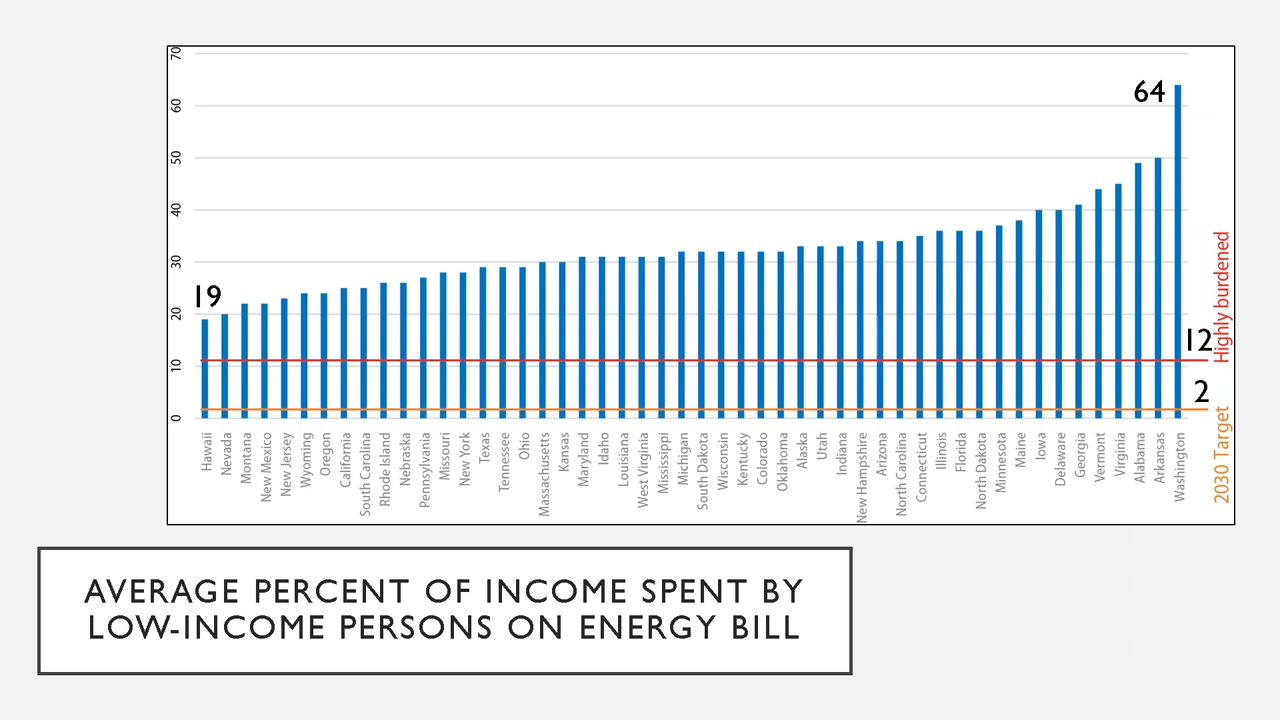 70
60
50
40
30
20
10
0
64
19
12
2
Highly burdened
2030 Target
Hawaii
Nevada
Montana
New Mexico
New Jersey
Wyoming
Oregon
California
South Carolina
Rhode Island
Nebraska
Pennsylvania
Missouri
New York
Texas
Tennessee
Ohio
Massachusetts
Kansas
Maryland
Idaho
Louisiana
West Virginia
Mississippi
Michigan
South Dakota
Wisconsin
Kentucky
Colorado
Oklahoma
Alaska
Utah
Indiana
New Hampshire
Arizona
North Carolina
Connecticut
Illinois
Florida
North Dakota
Minnesota
Maine
Iowa
Delaware
Georgia
Vermont
Virginia
Alabama
Arkansas
Washington
AVERAGE PERCENT OF INCOME SPENT BY
LOW-INCOME PERSONS ON ENERGY BILL